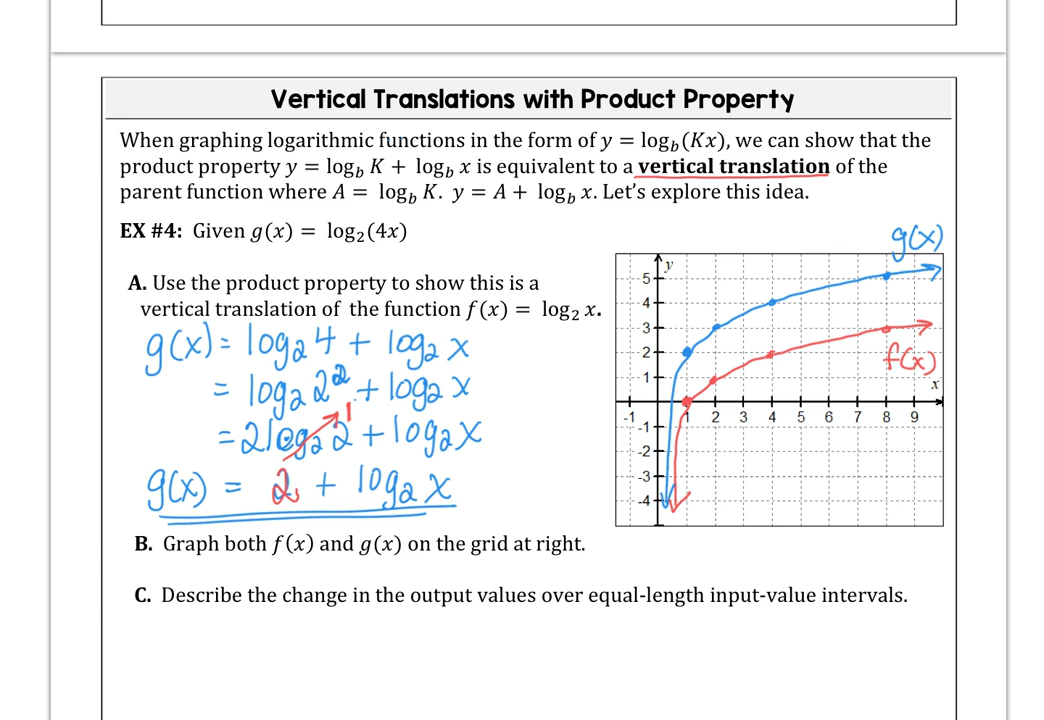 Vertical Translations with Product Property
When graphing logarithmic functions in the form of y = log_b(Kx), we can show that the
product property y = log_b K + log_b x is equivalent to a vertical translation of the
parent function where A = log_b K. y = A + log_b x. Let's explore this idea.
EX #4: Given g(x) = log₂(4x)
A. Use the product property to show this is a
vertical translation of the function f(x) = log₂ x.
g(x) = log₂ 4 + log₂ x
= log₂ 2² + log₂ x
= 2 log₂ 2 + log₂ x
1
g(x) = 2 + log₂ x
g(x)
y
5
4
3
2
1
f(x)
x
-1 1 2 3 4 5 6 7 8 9
-1
-2
-3
-4
B. Graph both f(x) and g(x) on the grid at right.
C. Describe the change in the output values over equal-length input-value intervals.